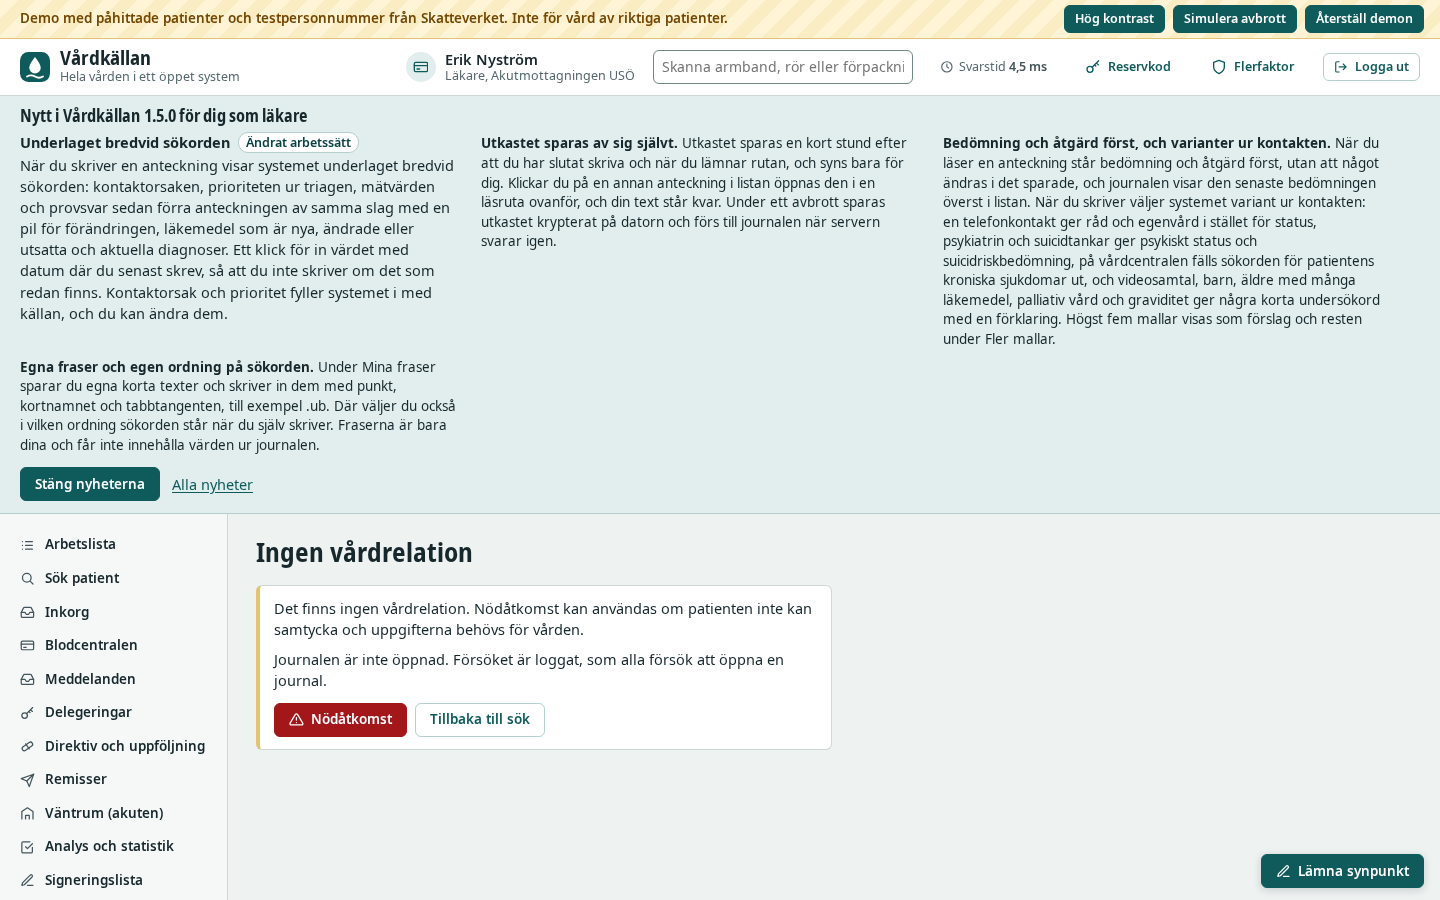 Demo med påhittade patienter och testpersonnummer från Skatteverket. Inte för vård av riktiga patienter.
Hög kontrast
Simulera avbrott
Återställ demon
Vårdkällan
Hela vården i ett öppet system
Erik Nyström
Läkare, Akutmottagningen USÖ
Skanna armband, rör eller förpackni
Svarstid 4,5 ms
Reservkod
Flerfaktor
Logga ut
Nytt i Vårdkällan 1.5.0 för dig som läkare
Underlaget bredvid sökorden
Ändrat arbetssätt
När du skriver en anteckning visar systemet underlaget bredvid
sökorden: kontaktorsaken, prioriteten ur triagen, mätvärden
och provsvar sedan förra anteckningen av samma slag med en
pil för förändringen, läkemedel som är nya, ändrade eller
utsatta och aktuella diagnoser. Ett klick för in värdet med
datum där du senast skrev, så att du inte skriver om det som
redan finns. Kontaktorsak och prioritet fyller systemet i med
källan, och du kan ändra dem.
Utkastet sparas av sig självt. Utkastet sparas en kort stund efter
att du har slutat skriva och när du lämnar rutan, och syns bara för
dig. Klickar du på en annan anteckning i listan öppnas den i en
läsruta ovanför, och din text står kvar. Under ett avbrott sparas
utkastet krypterat på datorn och förs till journalen när servern
svarar igen.
Bedömning och åtgärd först, och varianter ur kontakten. När du
läser en anteckning står bedömning och åtgärd först, utan att något
ändras i det sparade, och journalen visar den senaste bedömningen
överst i listan. När du skriver väljer systemet variant ur kontakten:
en telefonkontakt ger råd och egenvård i stället för status,
psykiatrin och suicidtankar ger psykiskt status och
suicidriskbedömning, på vårdcentralen fälls sökorden för patientens
kroniska sjukdomar ut, och videosamtal, barn, äldre med många
läkemedel, palliativ vård och graviditet ger några korta undersökord
med en förklaring. Högst fem mallar visas som förslag och resten
under Fler mallar.
Egna fraser och egen ordning på sökorden. Under Mina fraser
sparar du egna korta texter och skriver in dem med punkt,
kortnamnet och tabbtangenten, till exempel .ub. Där väljer du också
i vilken ordning sökorden står när du själv skriver. Fraserna är bara
dina och får inte innehålla värden ur journalen.
Stäng nyheterna
Alla nyheter
Arbetslista
Sök patient
Inkorg
Blodcentralen
Meddelanden
Delegeringar
Direktiv och uppföljning
Remisser
Väntrum (akuten)
Analys och statistik
Signeringslista
Ingen vårdrelation
Det finns ingen vårdrelation. Nödåtkomst kan användas om patienten inte kan
samtycka och uppgifterna behövs för vården.
Journalen är inte öppnad. Försöket är loggat, som alla försök att öppna en
journal.
Nödåtkomst
Tillbaka till sök
Lämna synpunkt